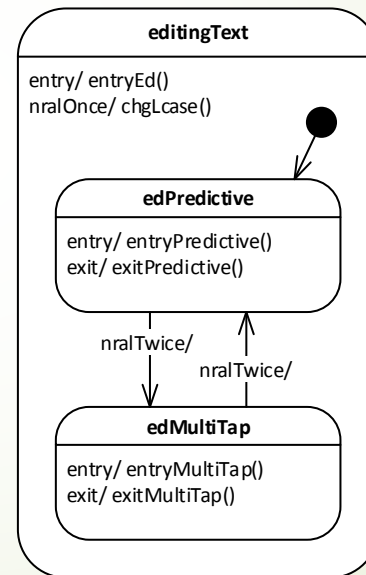 editingText
entry/ entryEd()
nralOnce/ chgLcase()
edPredictive
entry/ entryPredictive()
exit/ exitPredictive()
nralTwice/
nralTwice/
edMultiTap
entry/ entryMultiTap()
exit/ exitMultiTap()